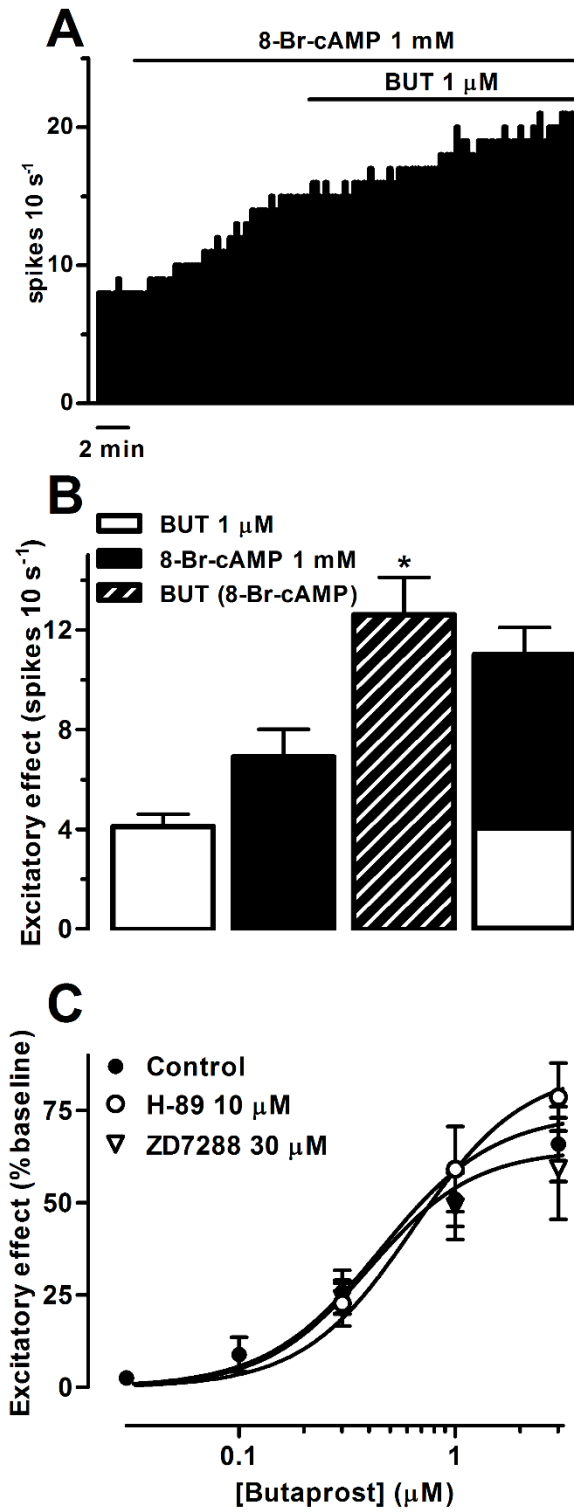 A
8-Br-cAMP 1 mM
BUT 1 μM
20
10
0
spikes 10 s⁻¹
2 min
B
BUT 1 μM
8-Br-cAMP 1 mM
BUT (8-Br-cAMP)
*
12
8
4
0
Excitatory effect (spikes 10 s⁻¹)
C
Control
H-89 10 μM
ZD7288 30 μM
75
50
25
0
Excitatory effect (% baseline)
0.1
1
[Butaprost] (μM)